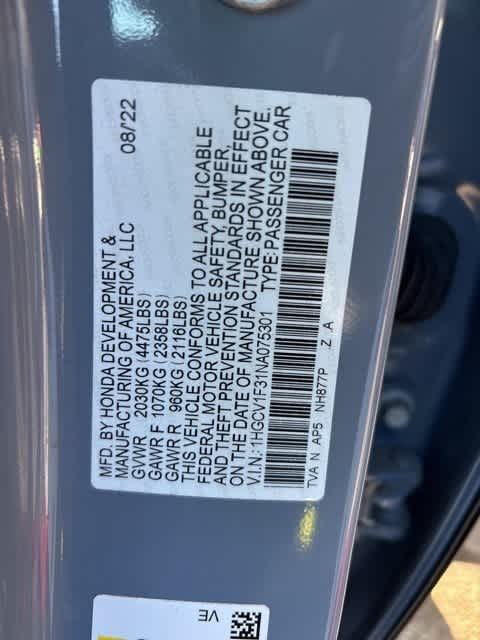 MFD. BY HONDA DEVELOPMENT &
MANUFACTURING OF AMERICA, LLC 08/22
GVWR 2030KG(4475LBS)
GAWR F 1070KG(2358LBS)
GAWR R 960KG(2116LBS)
THIS VEHICLE CONFORMS TO ALL APPLICABLE
FEDERAL MOTOR VEHICLE SAFETY, BUMPER,
AND THEFT PREVENTION STANDARDS IN EFFECT
ON THE DATE OF MANUFACTURE SHOWN ABOVE.
V.I.N.: 1HGCV1F31NA075301 TYPE: PASSENGER CAR
TVA N AP5 NH877P Z A
VE